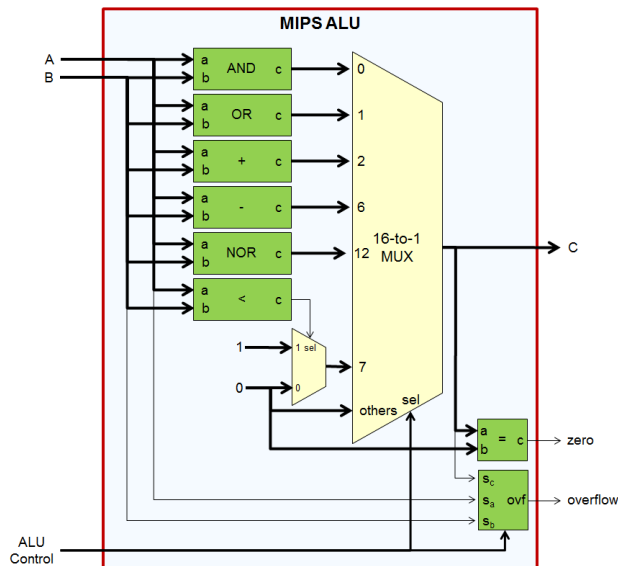 MIPS ALU
A
B
a
b
AND
c
0
a
b
OR
c
1
a
b
+
c
2
a
b
-
c
6
a
b
NOR
c
12
16-to-1
MUX
C
a
b
<
c
1
1 sel
0
0
7
others
sel
a
b
=
c
zero
sc
sa
sb
ovf
overflow
ALU
Control